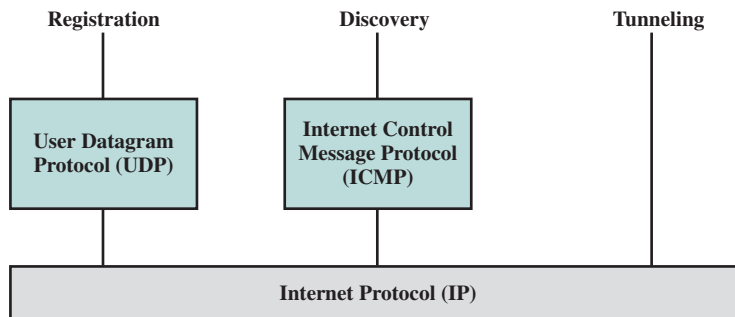 Registration
Discovery
Tunneling
User Datagram
Protocol (UDP)
Internet Control
Message Protocol
(ICMP)
Internet Protocol (IP)